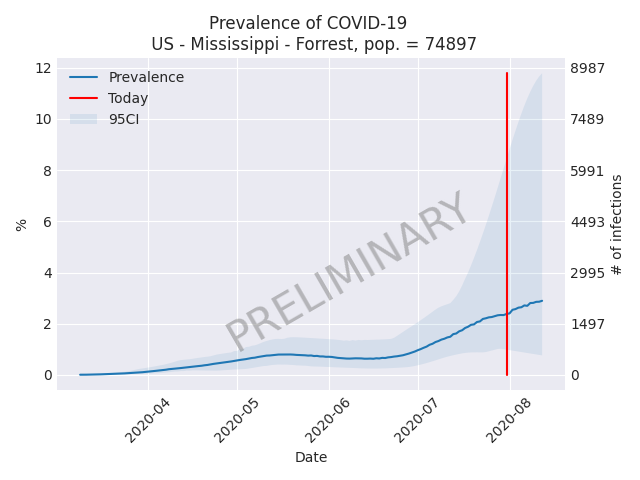 Prevalence of COVID-19
US - Mississippi - Forrest, pop. = 74897
Prevalence
Today
95CI
PRELIMINARY
%
12
10
8
6
4
2
0
8987
7489
5991
4493
2995
1497
0
# of infections
2020-04
2020-05
2020-06
2020-07
2020-08
Date